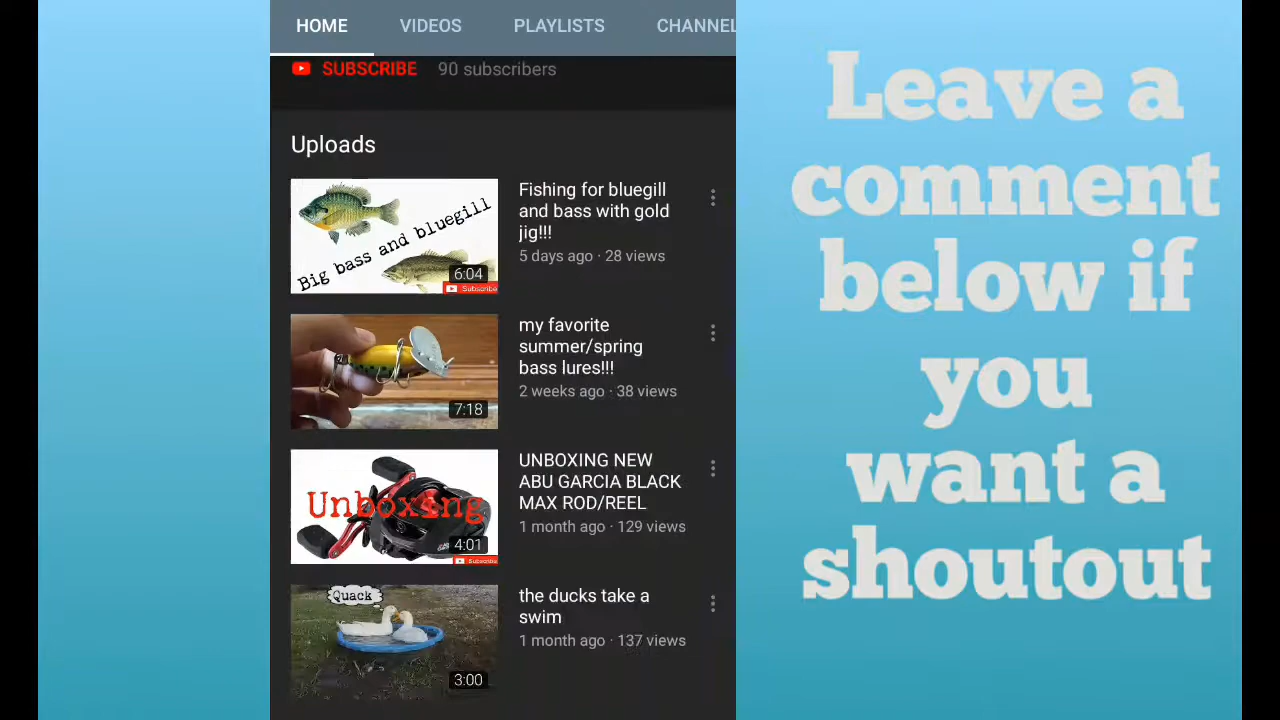 HOME VIDEOS PLAYLISTS CHANNEL
SUBSCRIBE 90 subscribers
Uploads
Big bass and bluegill
6:04
Subscribe
Fishing for bluegill
and bass with gold
jig!!!
5 days ago · 28 views
7:18
my favorite
summer/spring
bass lures!!!
2 weeks ago · 38 views
Unboxing
4:01
Subscribe
UNBOXING NEW
ABU GARCIA BLACK
MAX ROD/REEL
1 month ago · 129 views
Quack
3:00
the ducks take a
swim
1 month ago · 137 views
Leave a
comment
below if
you
want a
shoutout